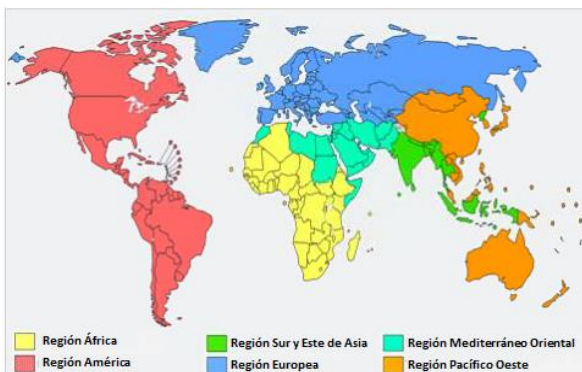 Región África
Región Sur y Este de Asia
Región Mediterráneo Oriental
Región América
Región Europea
Región Pacífico Oeste